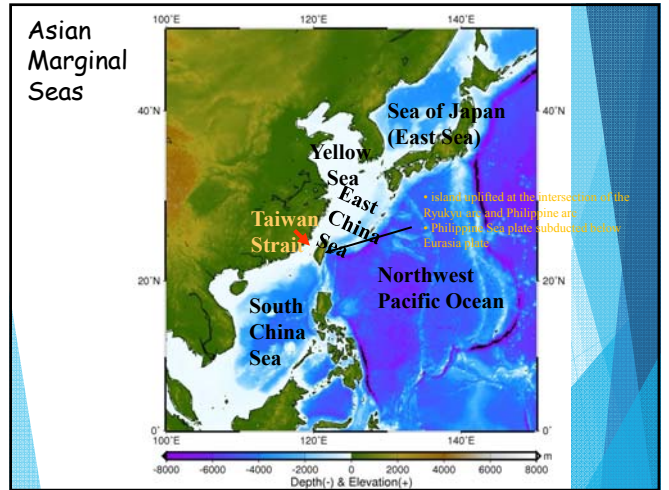 Asian
Marginal
Seas
100°E 120°E 140°E
40°N 40°N
Sea of Japan
(East Sea)
Yellow
Sea
East
China
Sea
• island uplifted at the intersection of the
Ryukyu arc and Philippine arc
• Philippine Sea plate subducted below
Eurasia plate
Taiwan
Strait
20°N 20°N
Northwest
Pacific Ocean
South
China
Sea
0° 0°
100°E 120°E 140°E
m
-8000 -6000 -4000 -2000 0 2000 4000 6000 8000
Depth(-) & Elevation(+)